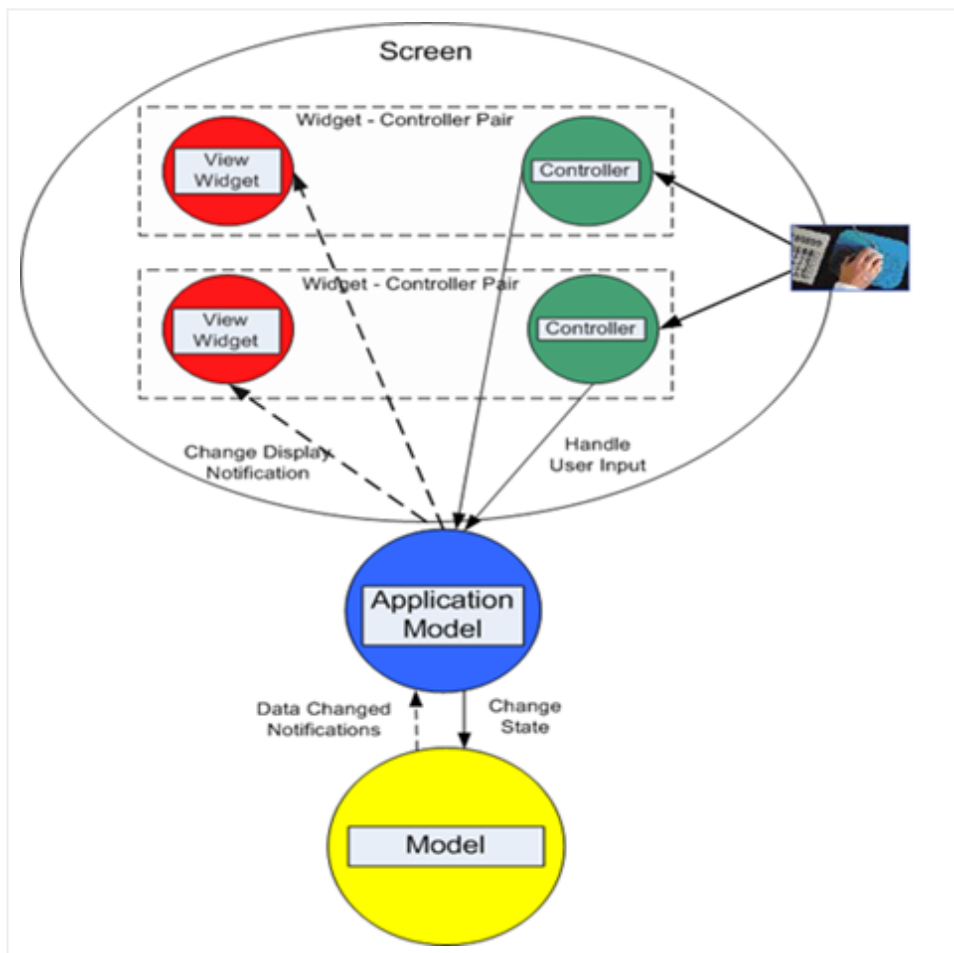 Screen
Widget - Controller Pair
View
Widget
Controller
Widget - Controller Pair
View
Widget
Controller
Change Display
Notification
Handle
User Input
Application
Model
Data Changed
Notifications
Change
State
Model